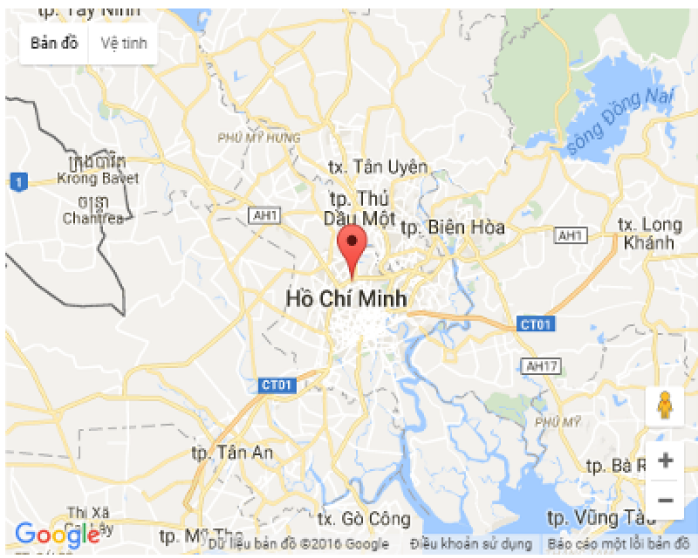 tp. Tây Ninh
Bản đồ Vệ tinh
sông Đồng Nai
PHÚ MỸ HƯNG
ក្រុងបាវិត
Krong Bavet
tx. Tân Uyên
1
ចន្ទ្រា
Chantrea
tp. Thủ
Dầu Một
AH1
tp. Biên Hòa
AH1
tx. Long
Khánh
Hồ Chí Minh
CT01
AH17
CT01
PHÚ MỸ
tp. Tân An
tp. Bà R
+
−
Thị Xã
Lậy
tx. Gò Công
tp. Vũng Tàu
Google
tp. Mỹ Tho
Dữ liệu bản đồ ©2016 Google Điều khoản sử dụng Báo cáo một lỗi bản đồ